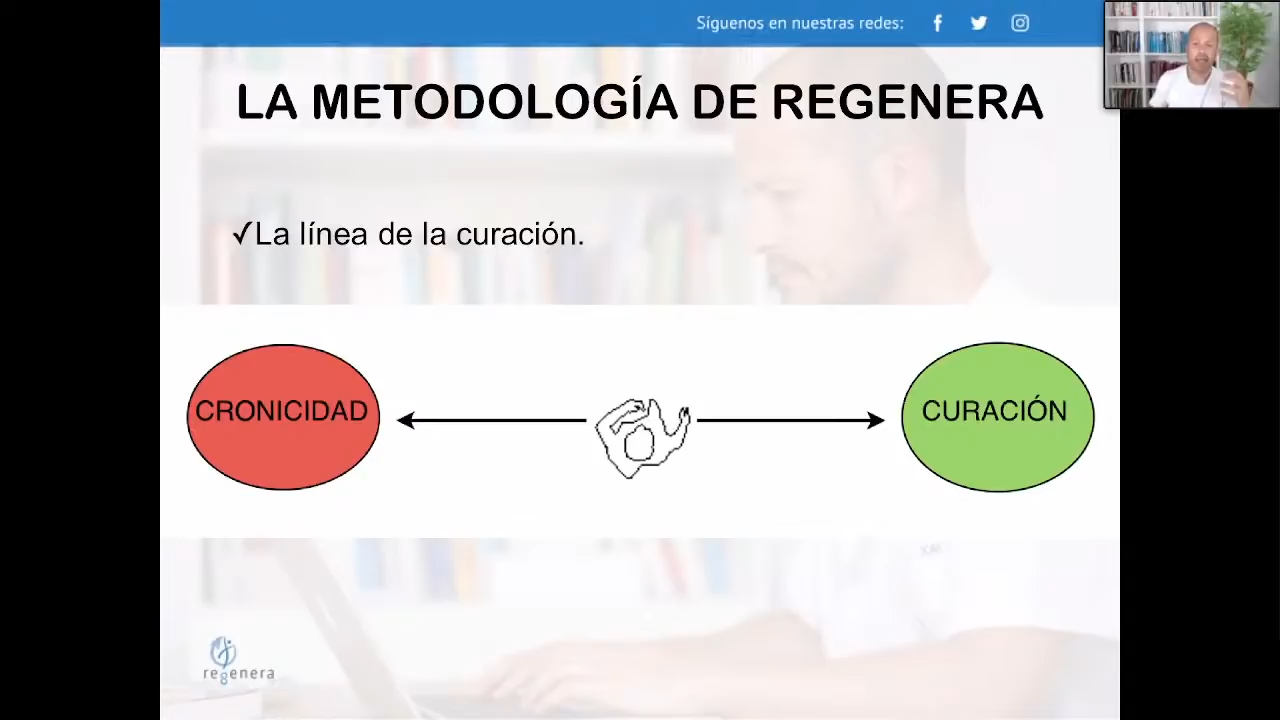 Síguenos en nuestras redes:
LA METODOLOGÍA DE REGENERA
✓La línea de la curación.
CRONICIDAD
CURACIÓN
regenera